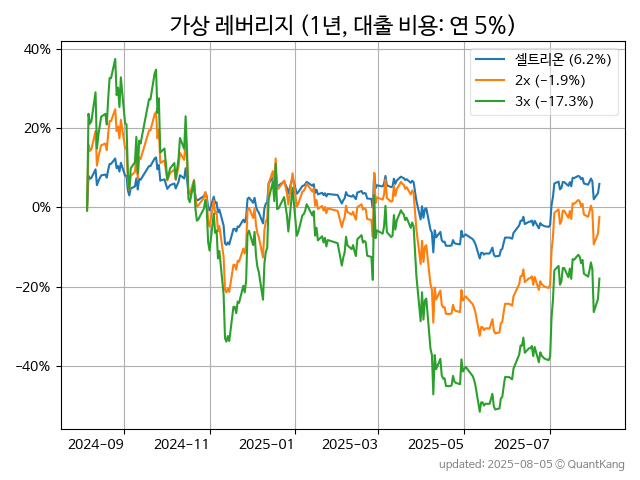 가상 레버리지 (1년, 대출 비용: 연 5%)
셀트리온 (6.2%)
2x (−1.9%)
3x (−17.3%)
40%
20%
0%
−20%
−40%
2024-09 2024-11 2025-01 2025-03 2025-05 2025-07
updated: 2025-08-05 © QuantKang